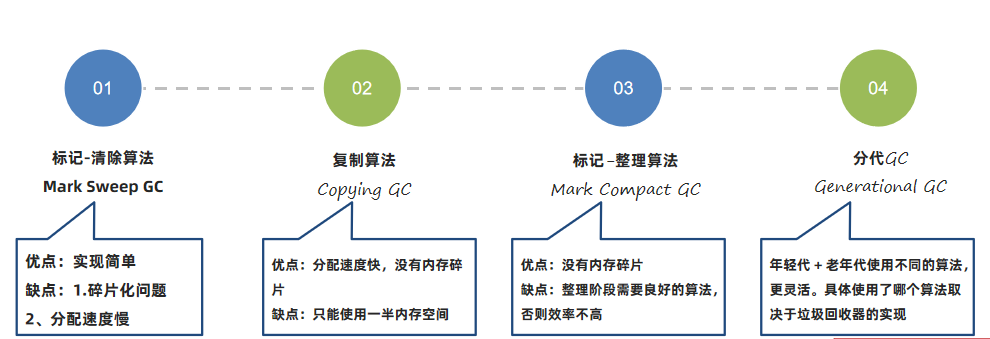 01
02
03
04
标记-清除算法
Mark Sweep GC
复制算法
Copying GC
标记-整理算法
Mark Compact GC
分代GC
Generational GC
优点：实现简单
缺点：1.碎片化问题
2、分配速度慢
优点：分配速度快，没有内存碎
片
缺点：只能使用一半内存空间
优点：没有内存碎片
缺点：整理阶段需要良好的算法，
否则效率不高
年轻代 + 老年代使用不同的算法，
更灵活。具体使用了哪个算法取
决于垃圾回收器的实现